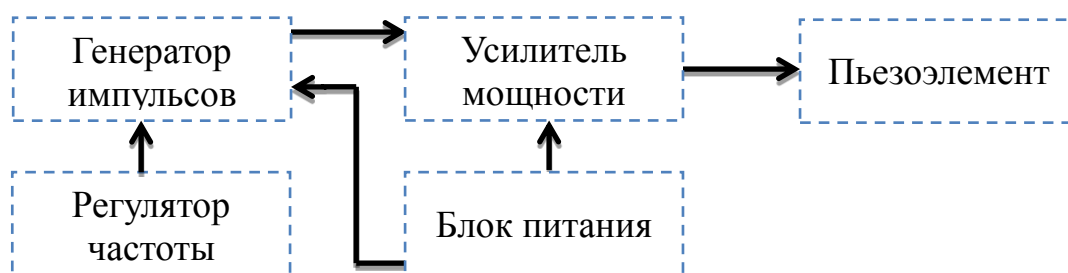 Генератор
импульсов
Усилитель
мощности
Пьезоэлемент
Регулятор
частоты
Блок питания